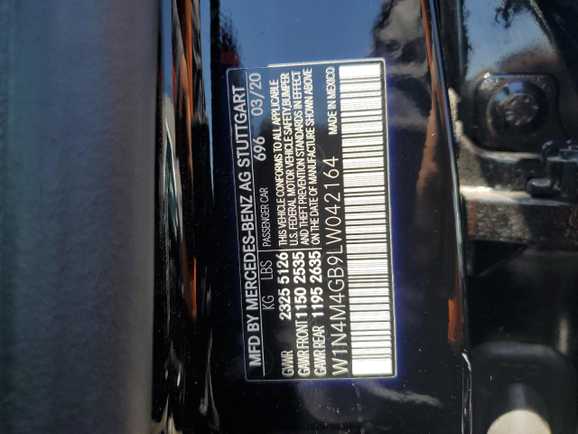 MFD BY MERCEDES-BENZ AG STUTTGART
696 03/20
KG LBS PASSENGER CAR
GVWR 2325 5126
GAWR FRONT 1150 2535
GAWR REAR 1195 2635
THIS VEHICLE CONFORMS TO ALL APPLICABLE
U.S. FEDERAL MOTOR VEHICLE SAFETY, BUMPER
AND THEFT PREVENTION STANDARDS IN EFFECT
ON THE DATE OF MANUFACTURE SHOWN ABOVE
W1N4M4GB9LW042164 MADE IN MEXICO